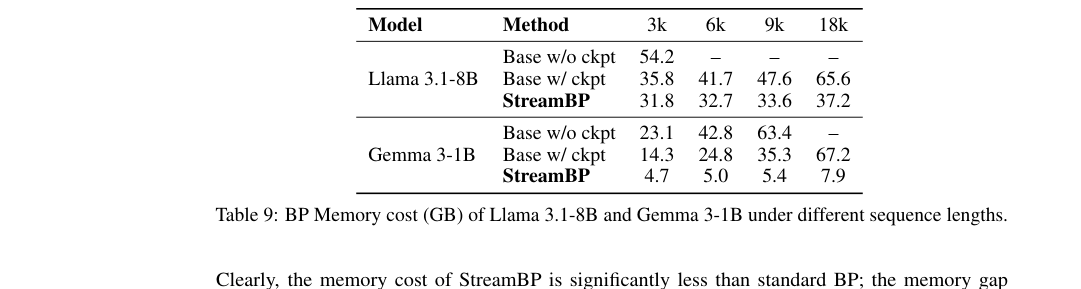 Model Method 3k 6k 9k 18k
Base w/o ckpt 54.2 – – –
Llama 3.1-8B Base w/ ckpt 35.8 41.7 47.6 65.6
StreamBP 31.8 32.7 33.6 37.2
Base w/o ckpt 23.1 42.8 63.4 –
Gemma 3-1B Base w/ ckpt 14.3 24.8 35.3 67.2
StreamBP 4.7 5.0 5.4 7.9
Table 9: BP Memory cost (GB) of Llama 3.1-8B and Gemma 3-1B under different sequence lengths.
Clearly, the memory cost of StreamBP is significantly less than standard BP; the memory gap